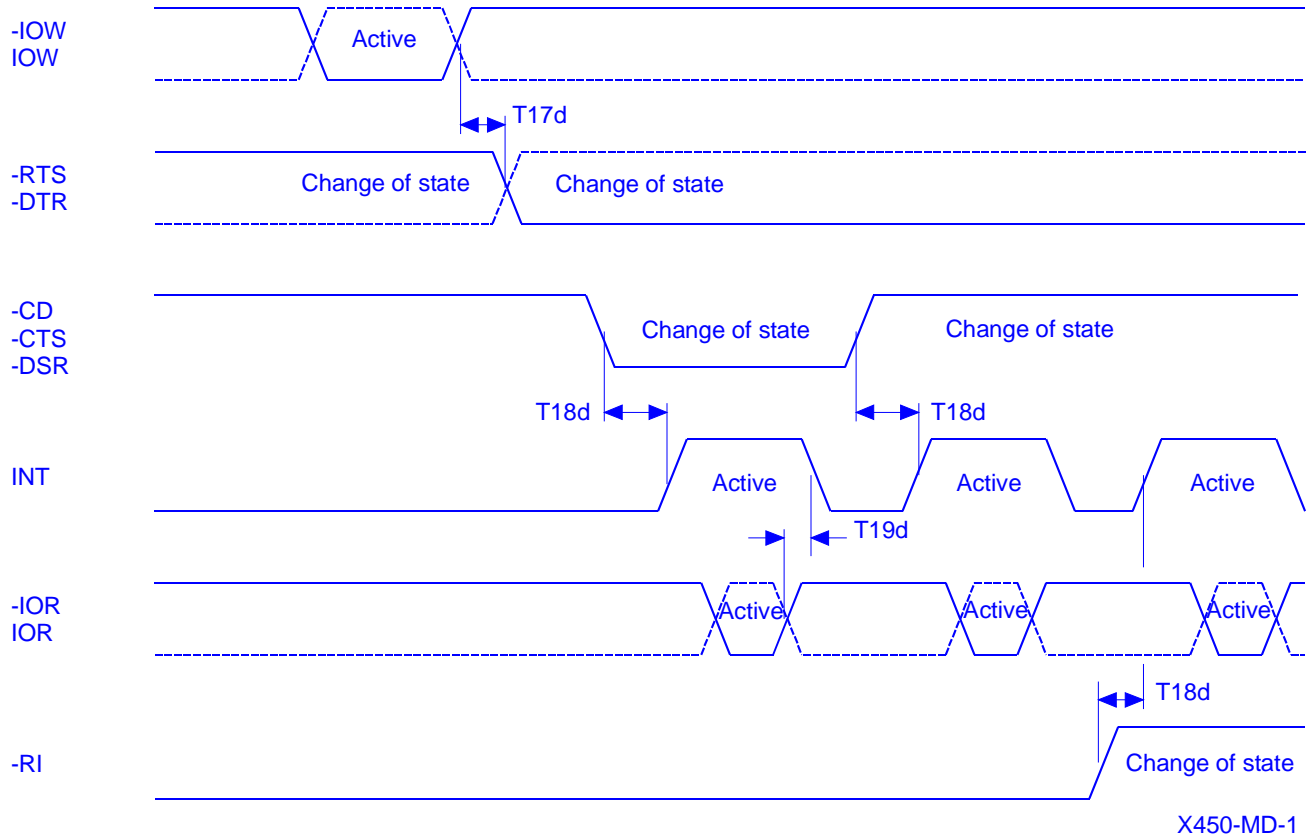 -IOW
IOW
Active
T17d
-RTS
-DTR
Change of state
Change of state
-CD
-CTS
-DSR
Change of state
Change of state
T18d
T18d
INT
Active
Active
Active
T19d
-IOR
IOR
Active
Active
Active
T18d
-RI
Change of state
X450-MD-1